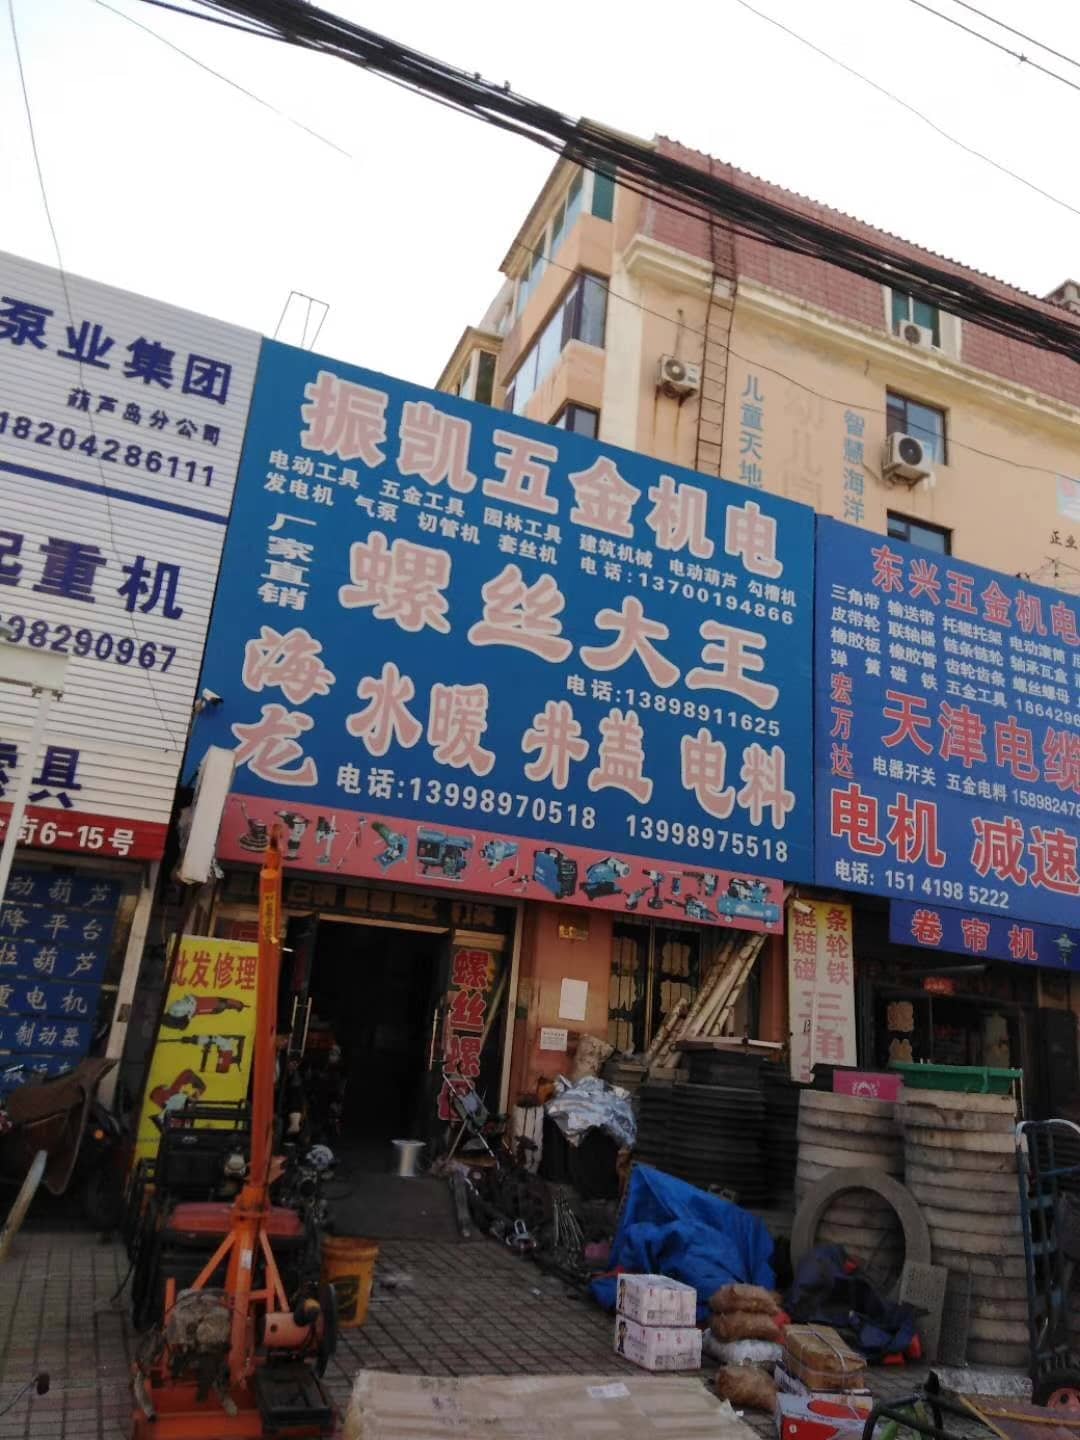 泵业集团
葫芦岛分公司
18204286111
起重机
98290967
索具
街6-15号
动葫芦
降平台
拉葫芦
重电机
制动器
振凯五金机电
电动工具 五金工具 园林工具 建筑机械 电动葫芦 勾槽机
发电机 气泵 切管机 套丝机 电话:13700194866
厂家直销
螺丝大王
电话:13898911625
海龙
水暖 井盖 电料
电话:13998970518 13998975518
批发修理
螺丝螺
儿童天地
幼儿园
智慧海洋
正业
东兴五金机电
三角带 输送带 托辊托架 电动滚筒
皮带轮 联轴器 链条链轮 轴承瓦盒
橡胶板 橡胶管 齿轮齿条 螺丝螺母
弹簧磁铁 五金工具 1864296
宏万达
天津电缆
电器开关 五金电料 15898247
电机 减速
电话: 151 4198 5222
卷帘机
条轮铁
链链磁
三角